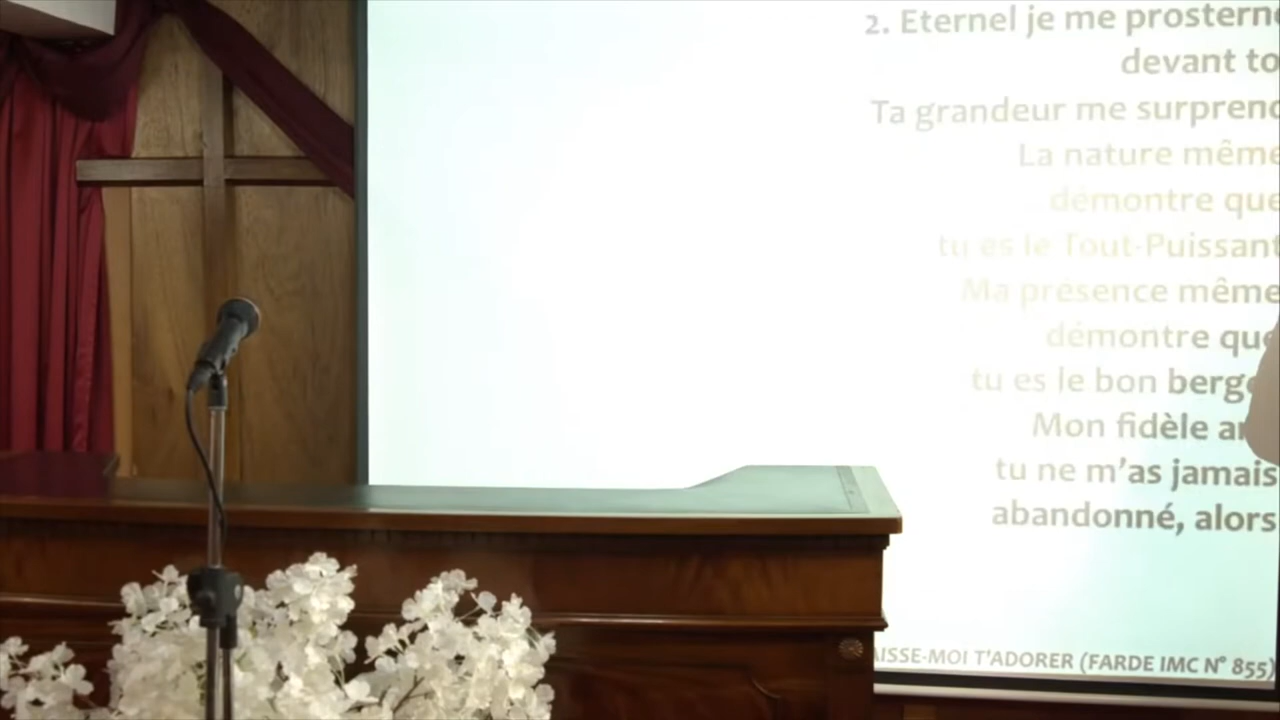 2. Eternel je me prosterne
devant to
Ta grandeur me surprend
La nature même
démontre que
tu es le Tout-Puissant
Ma présence même
démontre que
tu es le bon berge
Mon fidèle a
tu ne m'as jamais
abandonné, alors
AISSE-MOI T'ADORER (FARDE IMC N° 855)